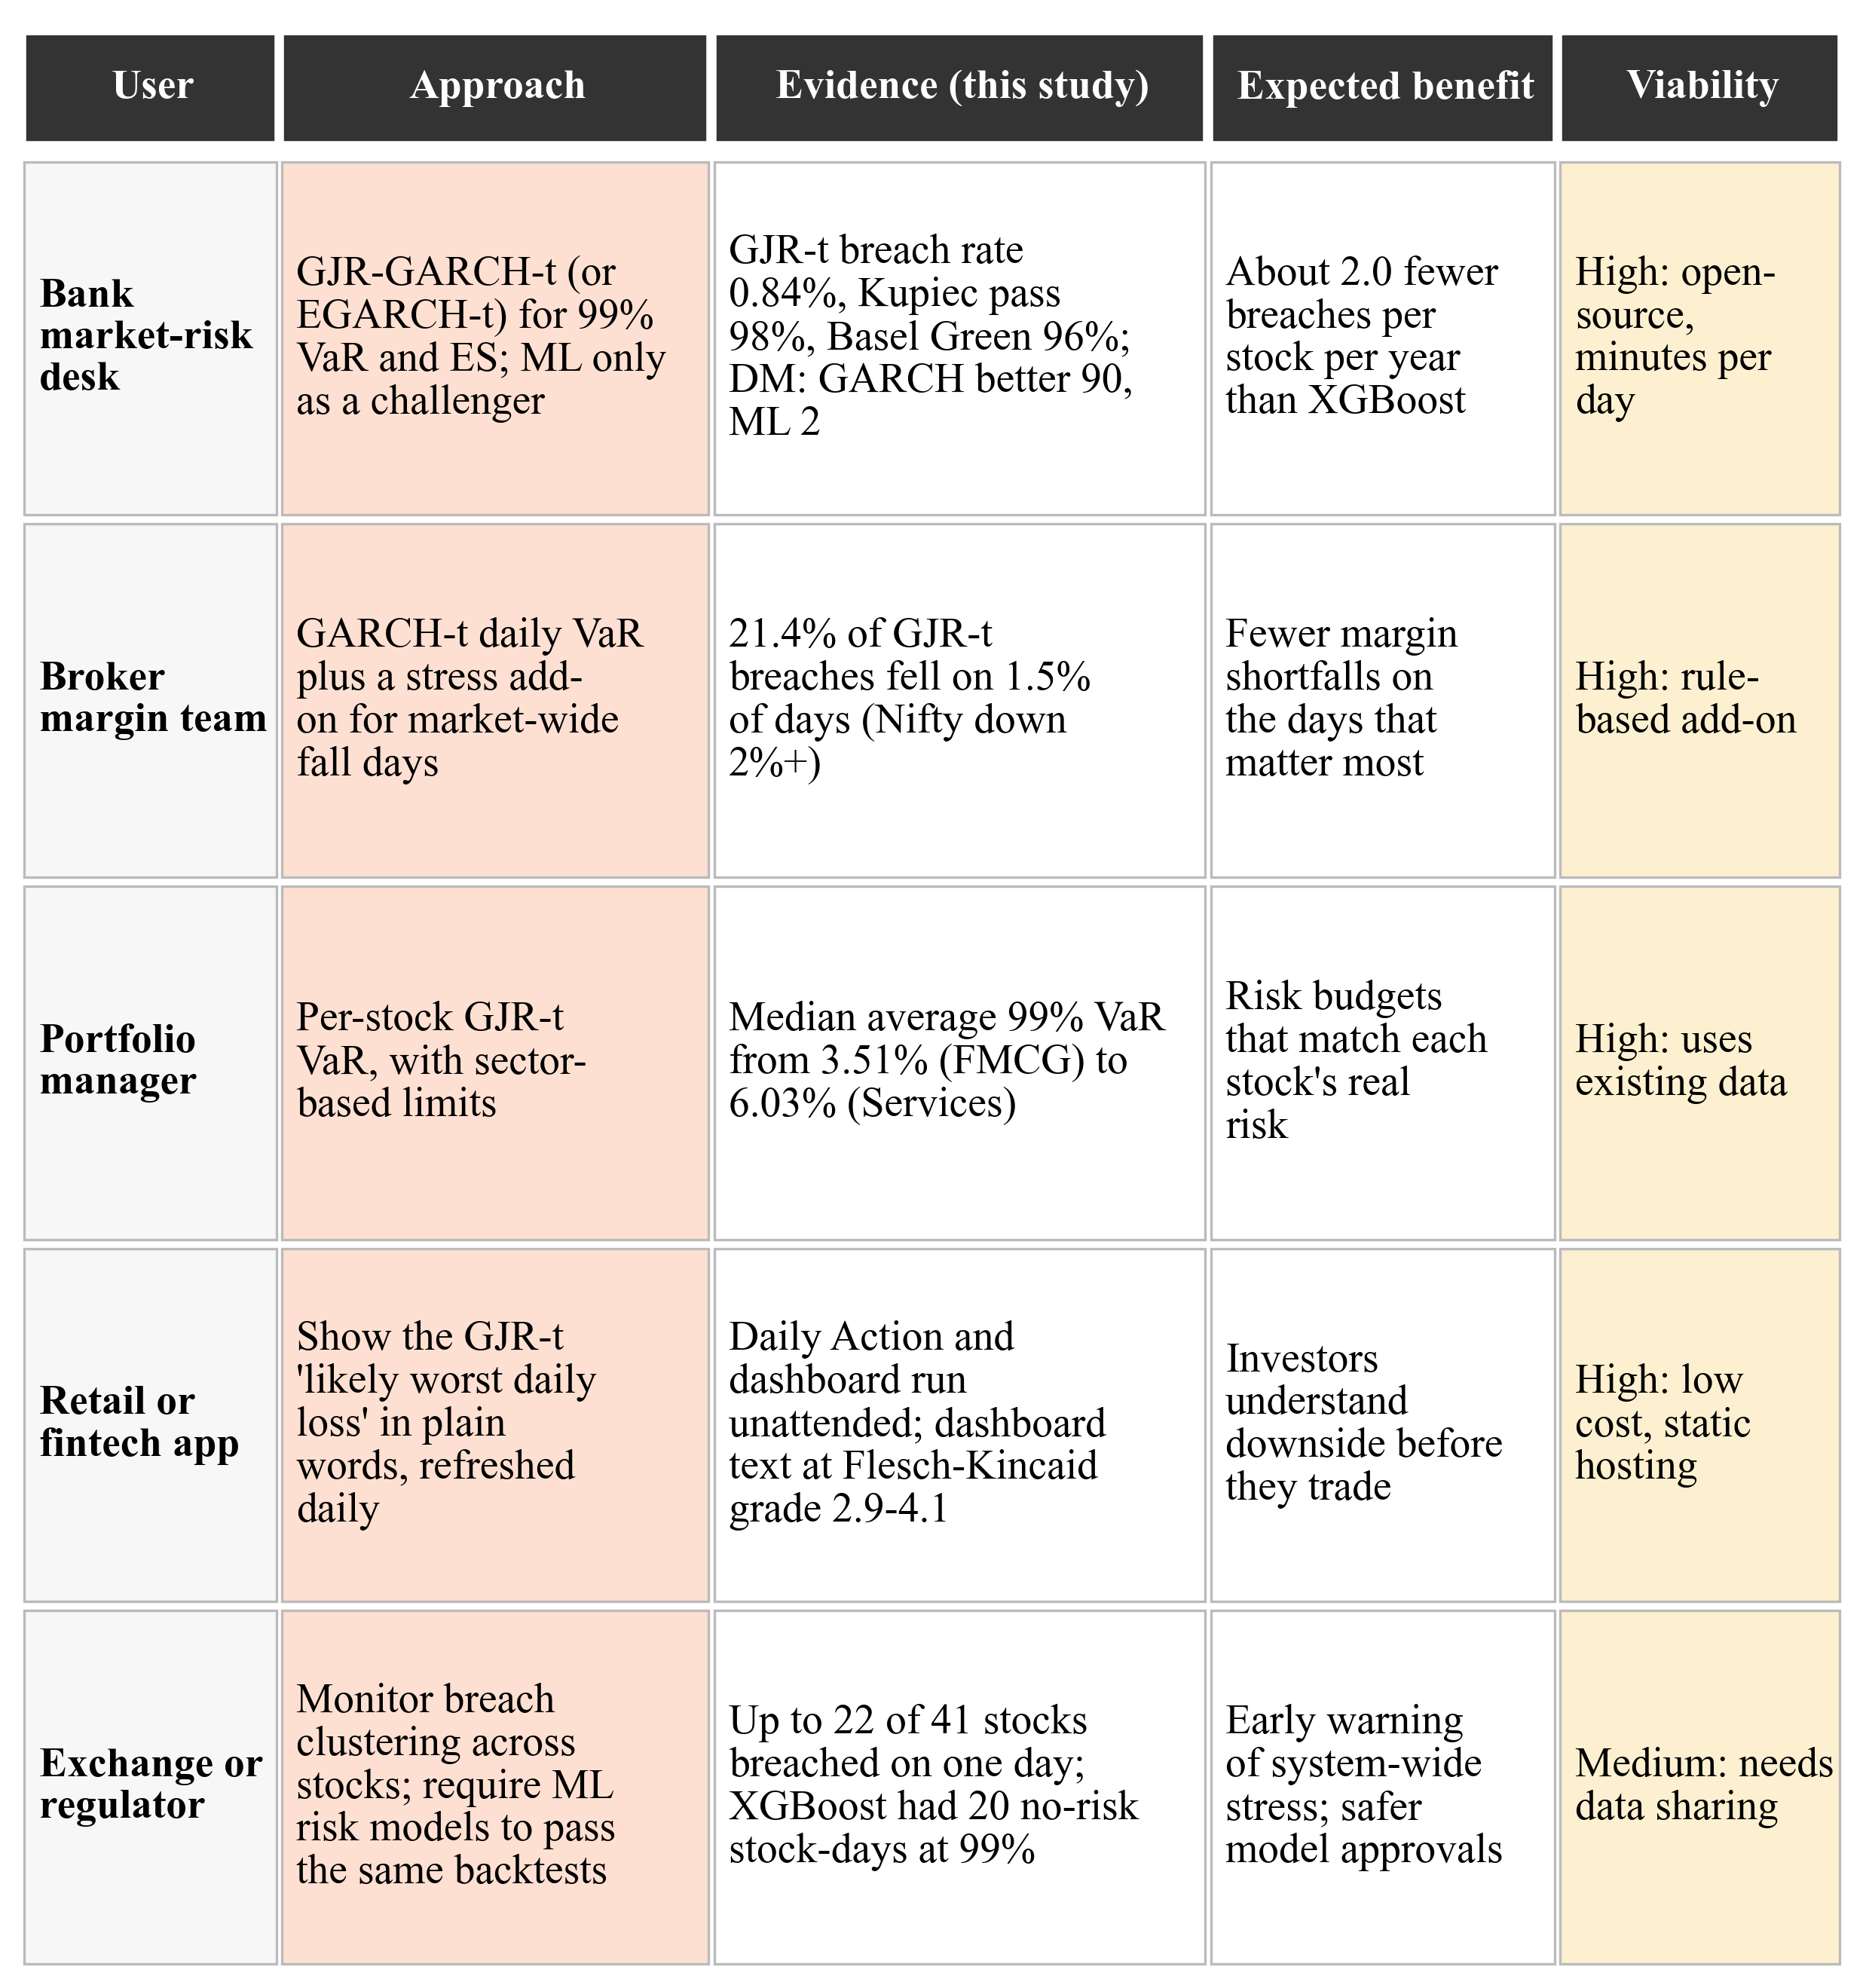 User
Approach
Evidence (this study)
Expected benefit
Viability
Bank
market-risk
desk
GJR-GARCH-t (or
EGARCH-t) for 99%
VaR and ES; ML only
as a challenger
GJR-t breach rate
0.84%, Kupiec pass
98%, Basel Green 96%;
DM: GARCH better 90,
ML 2
About 2.0 fewer
breaches per
stock per year
than XGBoost
High: open-
source,
minutes per
day
Broker
margin team
GARCH-t daily VaR
plus a stress add-
on for market-wide
fall days
21.4% of GJR-t
breaches fell on 1.5%
of days (Nifty down
2%+)
Fewer margin
shortfalls on
the days that
matter most
High: rule-
based add-on
Portfolio
manager
Per-stock GJR-t
VaR, with sector-
based limits
Median average 99% VaR
from 3.51% (FMCG) to
6.03% (Services)
Risk budgets
that match each
stock's real
risk
High: uses
existing data
Retail or
fintech app
Show the GJR-t
'likely worst daily
loss' in plain
words, refreshed
daily
Daily Action and
dashboard run
unattended; dashboard
text at Flesch-Kincaid
grade 2.9-4.1
Investors
understand
downside before
they trade
High: low
cost, static
hosting
Exchange or
regulator
Monitor breach
clustering across
stocks; require ML
risk models to pass
the same backtests
Up to 22 of 41 stocks
breached on one day;
XGBoost had 20 no-risk
stock-days at 99%
Early warning
of system-wide
stress; safer
model approvals
Medium: needs
data sharing